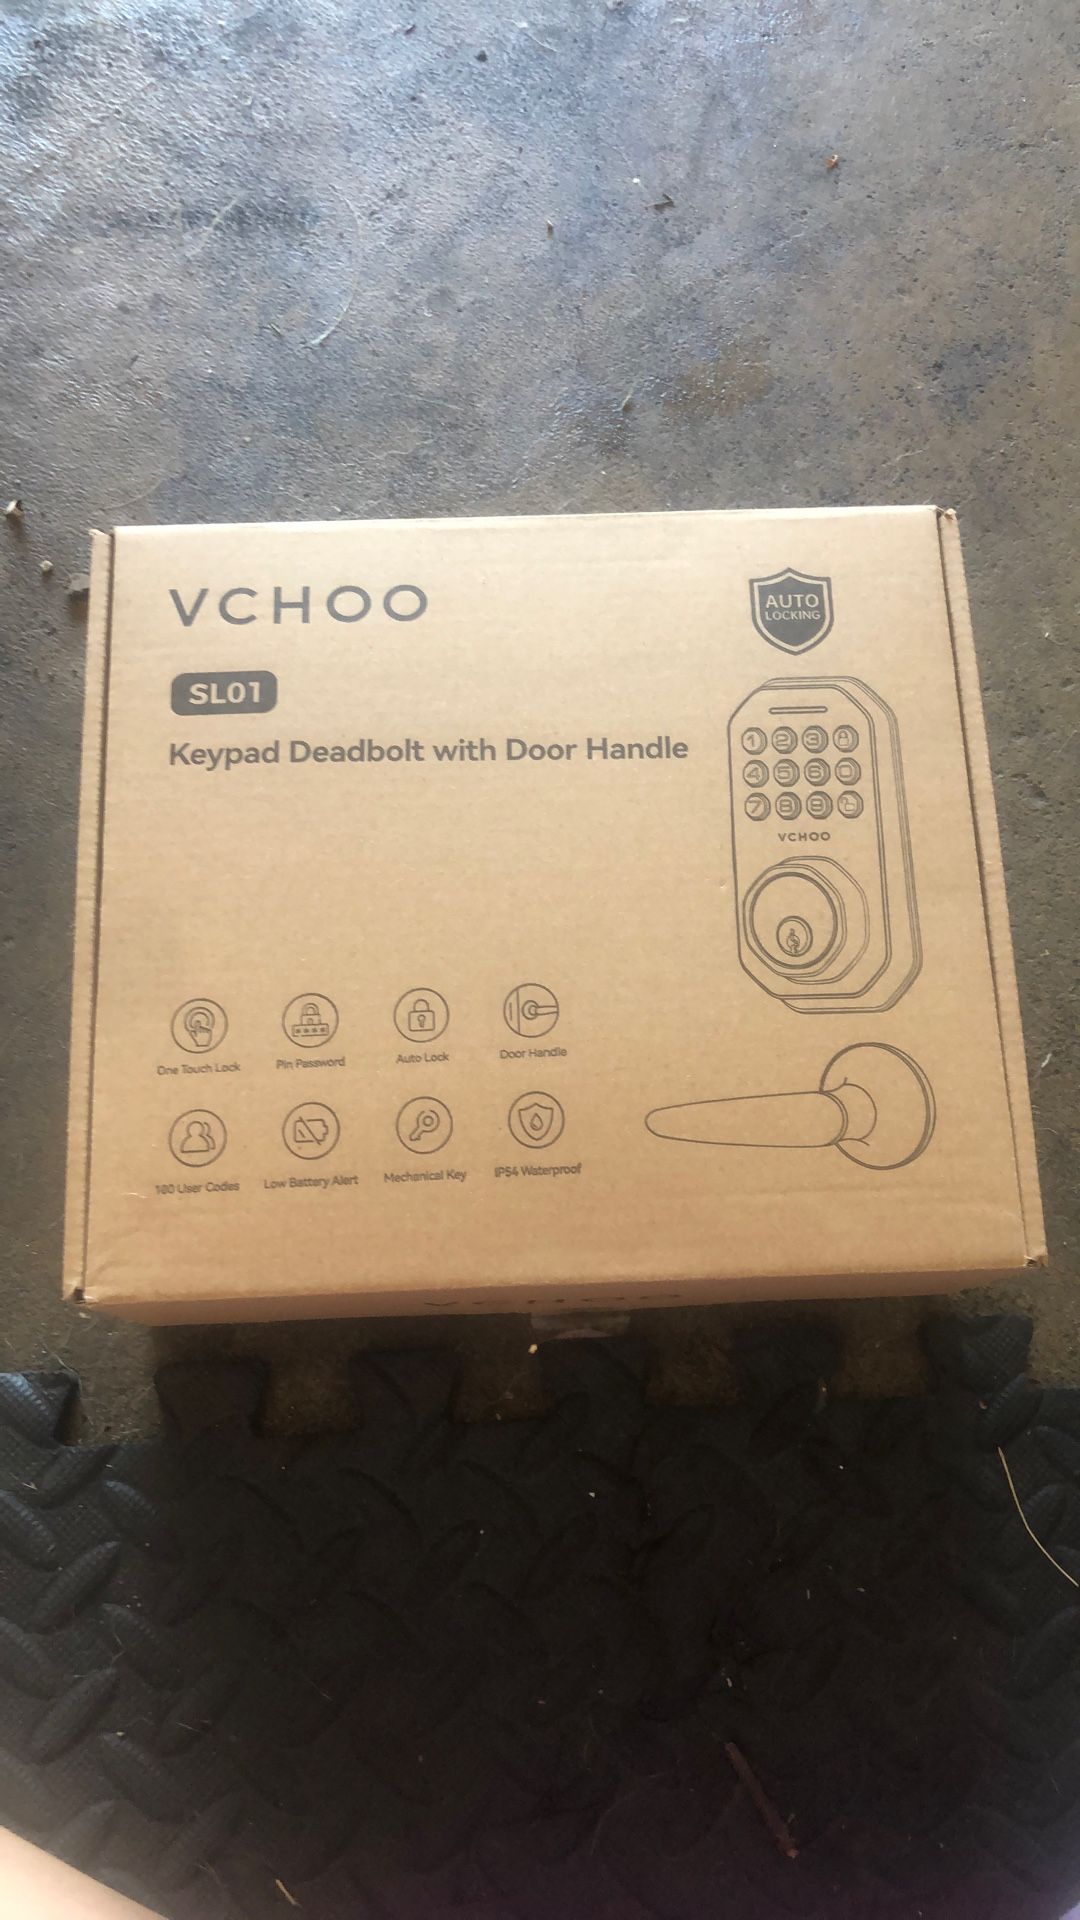 VCHOO
AUTO
LOCKING
SL01
Keypad Deadbolt with Door Handle
1 2 3
4 5 6 0
7 8 9
VCHOO
One Touch Lock
Pin Password
Auto Lock
Door Handle
100 User Codes
Low Battery Alert
Mechanical Key
IP54 Waterproof
VCHOO